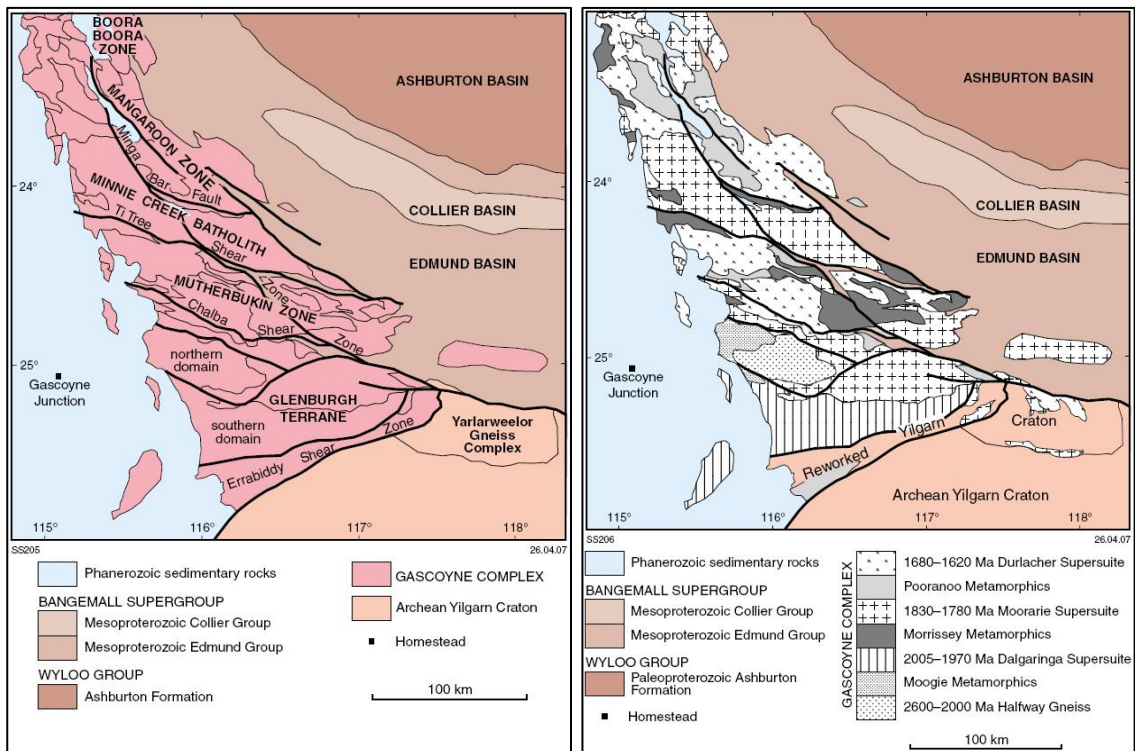 BOORA
BOORA
ZONE
ASHBURTON BASIN
MANGAROON ZONE
Minga
Bar
Fault
24°
MINNIE CREEK BATHOLITH
COLLIER BASIN
Ti Tree
Shear
Zone
EDMUND BASIN
MUTHERBUKIN ZONE
Chalba
Shear
Zone
northern
domain
25°
Gascoyne
Junction
GLENBURGH
TERRANE
southern
domain
Yarlarweelor
Gneiss
Complex
Errabiddy Shear Zone
115° 116° 117° 118°
SS205 26.04.07
Phanerozoic sedimentary rocks
BANGEMALL SUPERGROUP
Mesoproterozoic Collier Group
Mesoproterozoic Edmund Group
WYLOO GROUP
Ashburton Formation
GASCOYNE COMPLEX
Archean Yilgarn Craton
Homestead
100 km
ASHBURTON BASIN
24°
COLLIER BASIN
EDMUND BASIN
25°
Gascoyne
Junction
Reworked Yilgarn Craton
Archean Yilgarn Craton
115° 116° 117° 118°
SS206 26.04.07
Phanerozoic sedimentary rocks
BANGEMALL SUPERGROUP
Mesoproterozoic Collier Group
Mesoproterozoic Edmund Group
WYLOO GROUP
Paleoproterozoic Ashburton
Formation
Homestead
GASCOYNE COMPLEX
1680–1620 Ma Durlacher Supersuite
Pooranoo Metamorphics
1830–1780 Ma Moorarie Supersuite
Morrissey Metamorphics
2005–1970 Ma Dalgaringa Supersuite
Moogie Metamorphics
2600–2000 Ma Halfway Gneiss
100 km